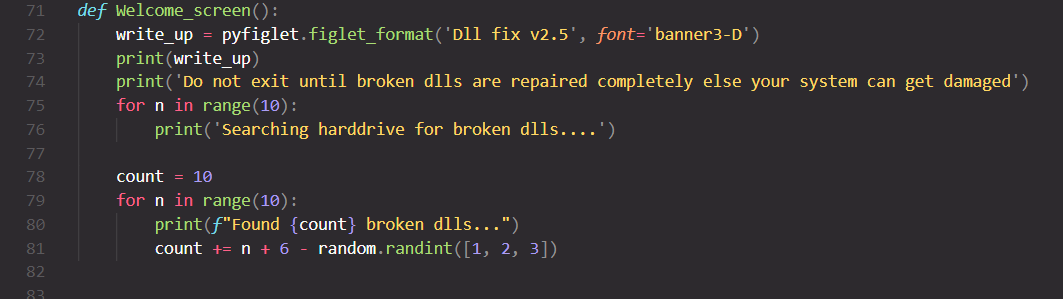 71 def Welcome_screen():
72 write_up = pyfiglet.figlet_format('Dll fix v2.5', font='banner3-D')
73 print(write_up)
74 print('Do not exit until broken dlls are repaired completely else your system can get damaged')
75 for n in range(10):
76 print('Searching harddrive for broken dlls....')
77
78 count = 10
79 for n in range(10):
80 print(f"Found {count} broken dlls...")
81 count += n + 6 - random.randint([1, 2, 3])
82
83